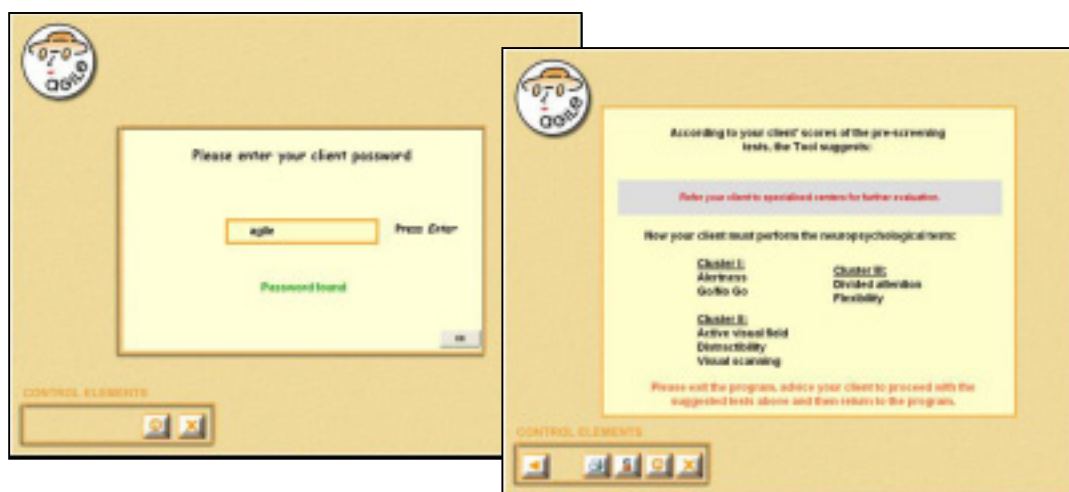 agile
Please enter your client password
agile
Press Enter
Password found
OK
CONTROL ELEMENTS
agile
According to your client' scores of the pre-screening
tests, the Tool suggests:
Refer your client to specialised centers for further evaluation.
Now your client must perform the neuropsychological tests:
Cluster I:
Alertness
Go/No Go
Cluster II:
Active visual field
Distractibility
Visual scanning
Cluster III:
Divided attention
Flexibility
Please exit the program, advice your client to proceed with the
suggested tests above and then return to the program.
CONTROL ELEMENTS